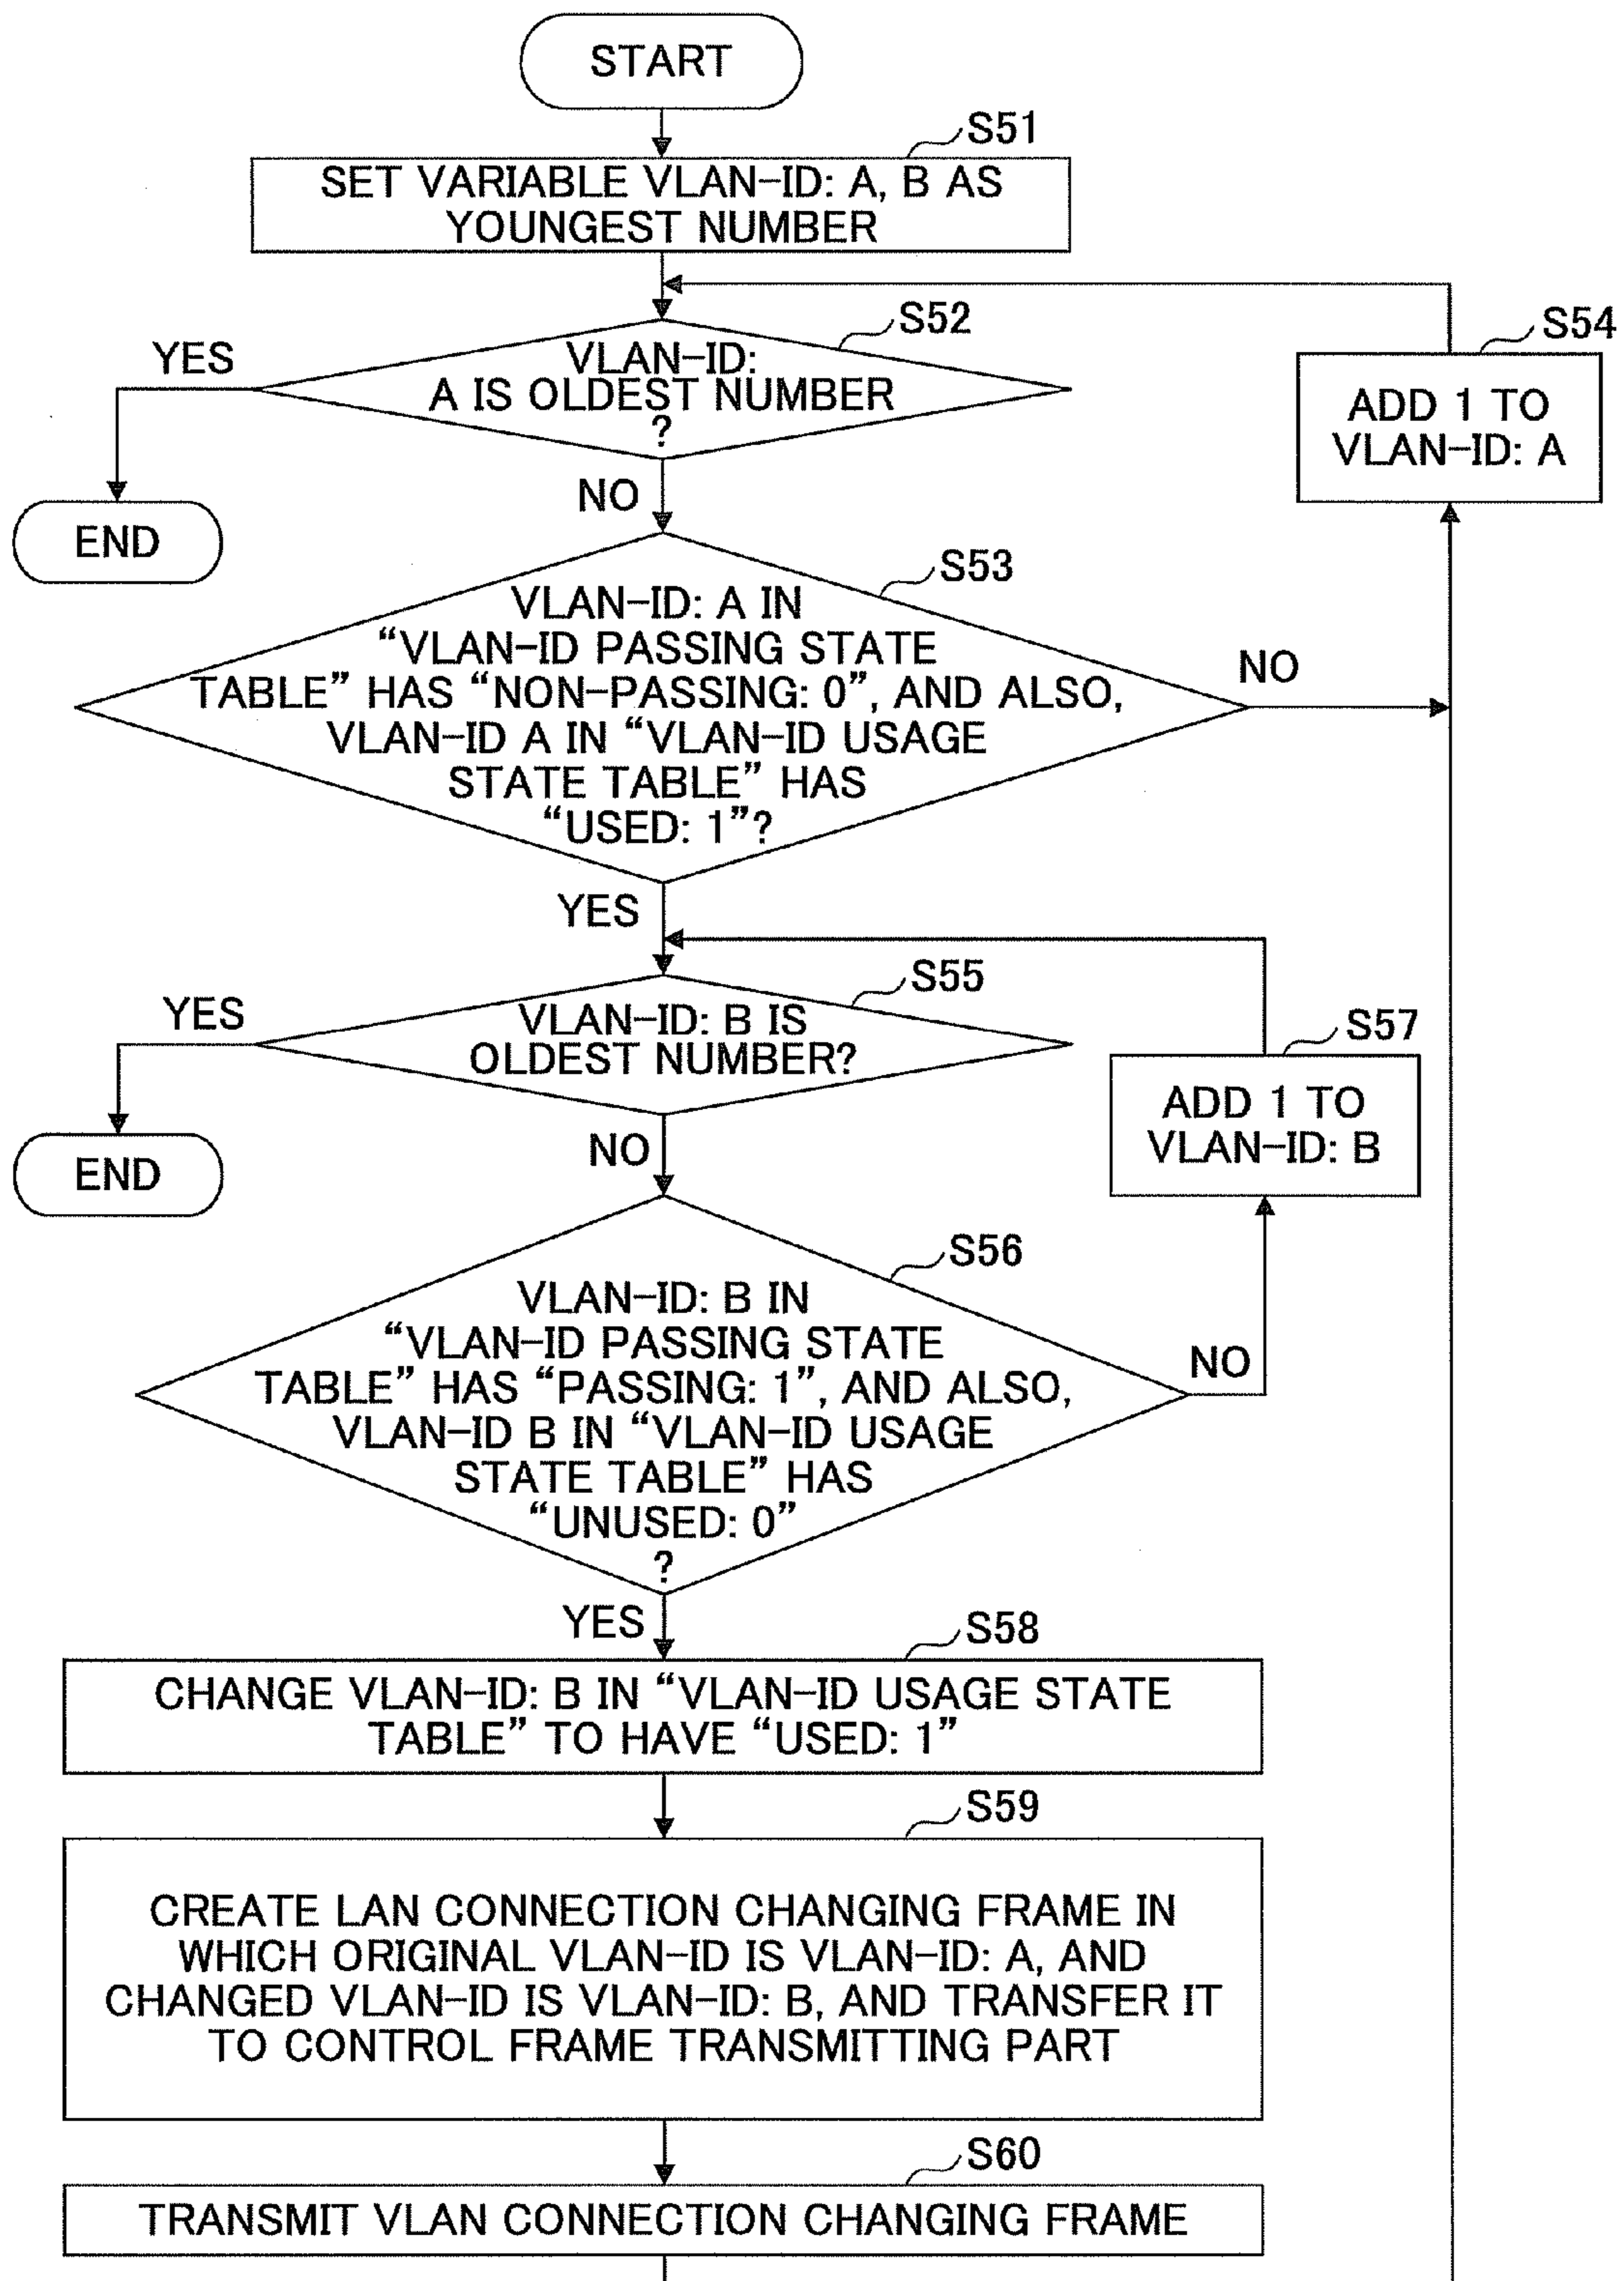 START
S51
SET VARIABLE VLAN-ID: A, B AS
YOUNGEST NUMBER
S52
YES
VLAN-ID:
A IS OLDEST NUMBER
?
S54
ADD 1 TO
VLAN-ID: A
NO
END
S53
VLAN-ID: A IN
“VLAN-ID PASSING STATE
TABLE” HAS “NON-PASSING: 0”, AND ALSO,
VLAN-ID A IN “VLAN-ID USAGE
STATE TABLE” HAS
“USED: 1”?
NO
YES
S55
YES
VLAN-ID: B IS
OLDEST NUMBER?
S57
ADD 1 TO
VLAN-ID: B
NO
END
S56
VLAN-ID: B IN
“VLAN-ID PASSING STATE
TABLE” HAS “PASSING: 1”, AND ALSO,
VLAN-ID B IN “VLAN-ID USAGE
STATE TABLE” HAS
“UNUSED: 0”
?
NO
YES
S58
CHANGE VLAN-ID: B IN “VLAN-ID USAGE STATE
TABLE” TO HAVE “USED: 1”
S59
CREATE LAN CONNECTION CHANGING FRAME IN
WHICH ORIGINAL VLAN-ID IS VLAN-ID: A, AND
CHANGED VLAN-ID IS VLAN-ID: B, AND TRANSFER IT
TO CONTROL FRAME TRANSMITTING PART
S60
TRANSMIT VLAN CONNECTION CHANGING FRAME